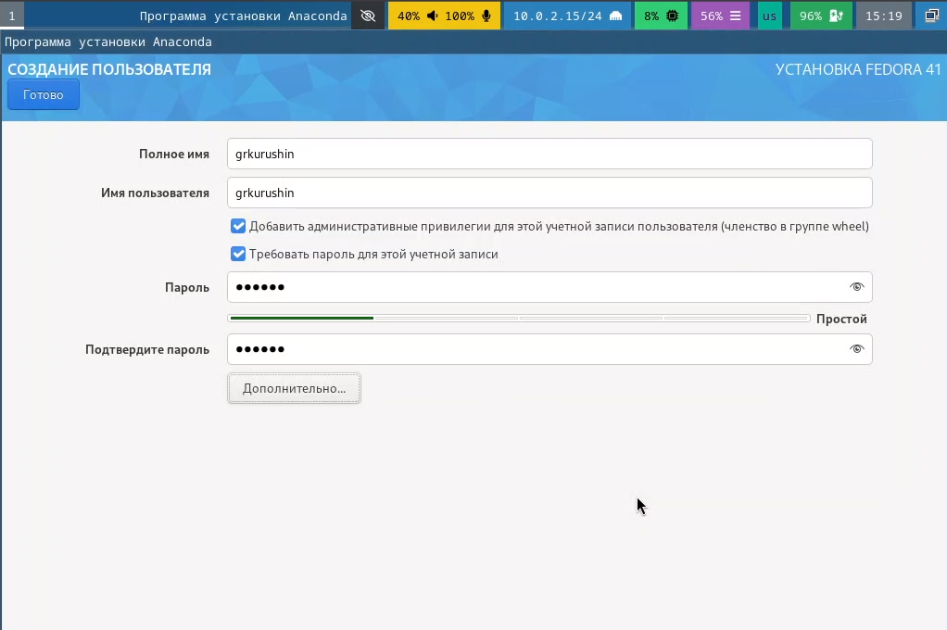 1 Программа установки Anaconda 40% 100% 10.0.2.15/24 8% 56% us 96% 15:19
Программа установки Anaconda
СОЗДАНИЕ ПОЛЬЗОВАТЕЛЯ УСТАНОВКА FEDORA 41
Готово
Полное имя grkurushin
Имя пользователя grkurushin
Добавить административные привилегии для этой учетной записи пользователя (членство в группе wheel)
Требовать пароль для этой учетной записи
Пароль ●●●●●●
Простой
Подтвердите пароль ●●●●●●
Дополнительно...